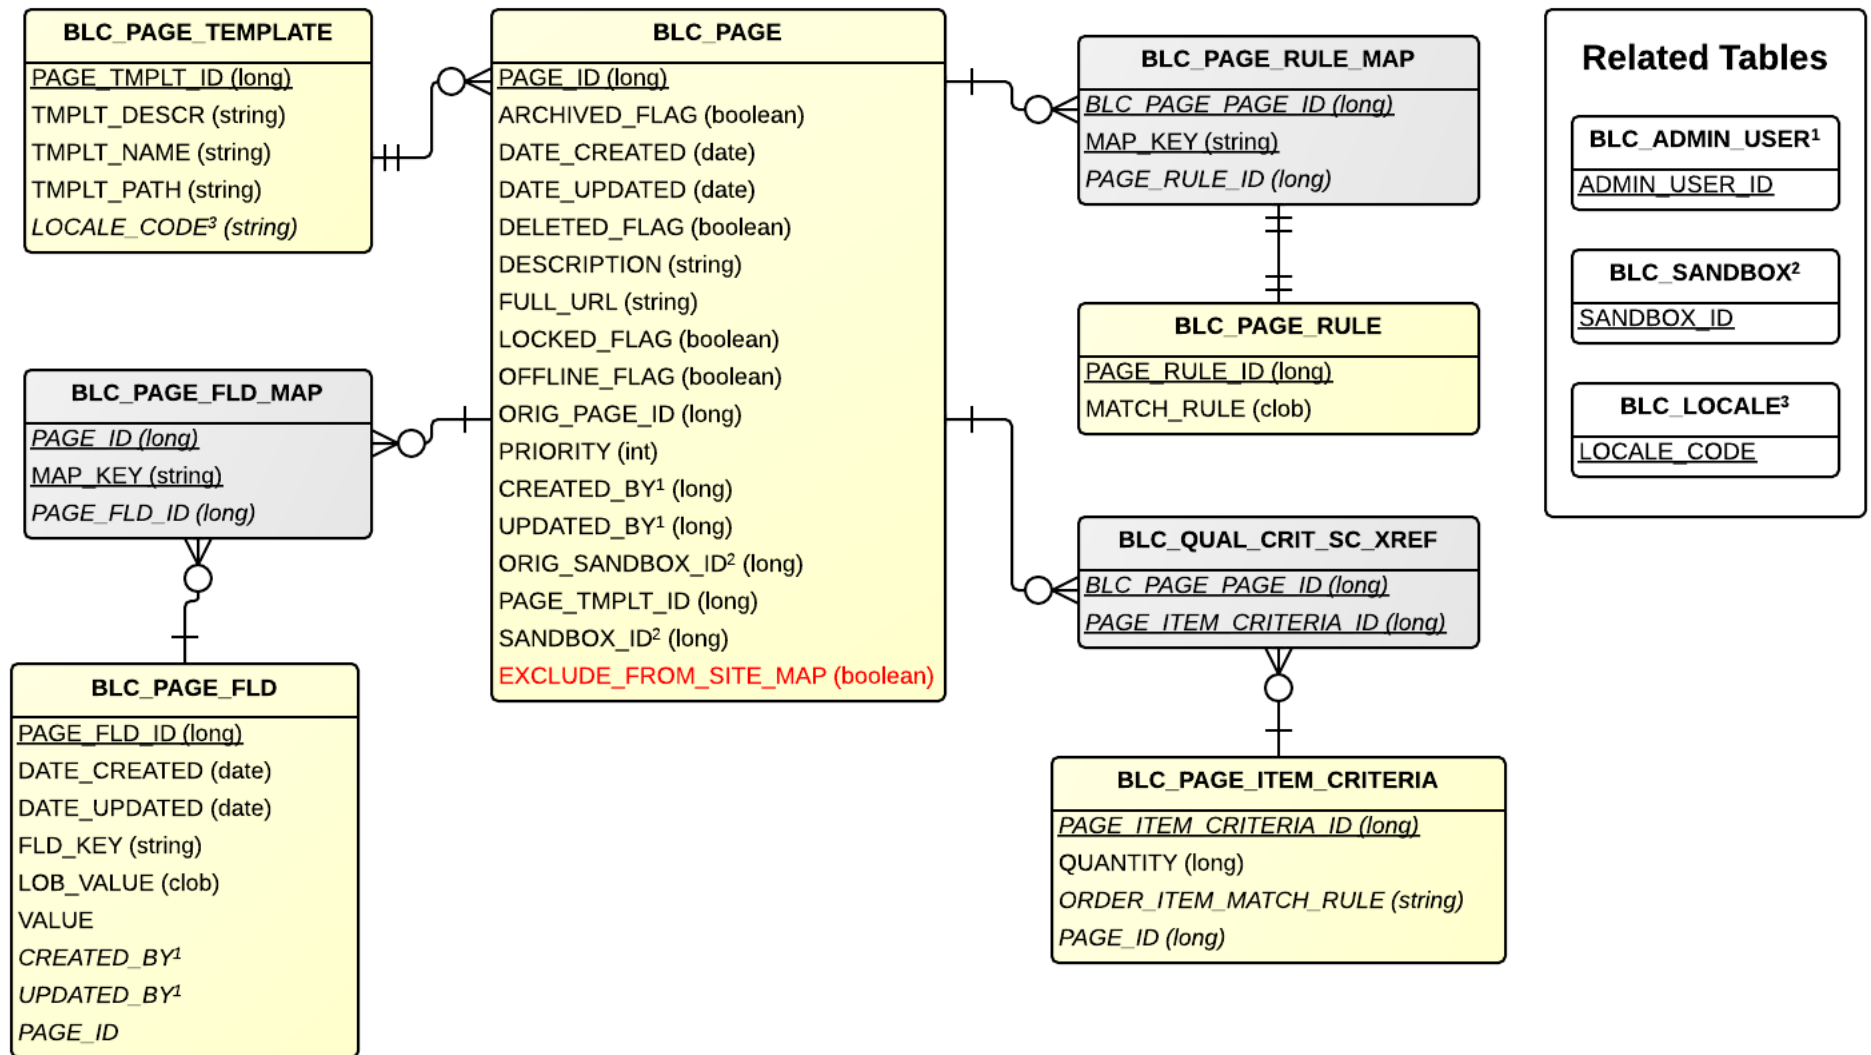 BLC_PAGE_TEMPLATE
PAGE_TMPLT_ID (long)
TMPLT_DESCR (string)
TMPLT_NAME (string)
TMPLT_PATH (string)
LOCALE_CODE³ (string)
BLC_PAGE_FLD_MAP
PAGE_ID (long)
MAP_KEY (string)
PAGE_FLD_ID (long)
BLC_PAGE_FLD
PAGE_FLD_ID (long)
DATE_CREATED (date)
DATE_UPDATED (date)
FLD_KEY (string)
LOB_VALUE (clob)
VALUE
CREATED_BY¹
UPDATED_BY¹
PAGE_ID
BLC_PAGE
PAGE_ID (long)
ARCHIVED_FLAG (boolean)
DATE_CREATED (date)
DATE_UPDATED (date)
DELETED_FLAG (boolean)
DESCRIPTION (string)
FULL_URL (string)
LOCKED_FLAG (boolean)
OFFLINE_FLAG (boolean)
ORIG_PAGE_ID (long)
PRIORITY (int)
CREATED_BY¹ (long)
UPDATED_BY¹ (long)
ORIG_SANDBOX_ID² (long)
PAGE_TMPLT_ID (long)
SANDBOX_ID² (long)
EXCLUDE_FROM_SITE_MAP (boolean)
BLC_PAGE_RULE_MAP
BLC_PAGE_PAGE_ID (long)
MAP_KEY (string)
PAGE_RULE_ID (long)
BLC_PAGE_RULE
PAGE_RULE_ID (long)
MATCH_RULE (clob)
BLC_QUAL_CRIT_SC_XREF
BLC_PAGE_PAGE_ID (long)
PAGE_ITEM_CRITERIA_ID (long)
BLC_PAGE_ITEM_CRITERIA
PAGE_ITEM_CRITERIA_ID (long)
QUANTITY (long)
ORDER_ITEM_MATCH_RULE (string)
PAGE_ID (long)
Related Tables
BLC_ADMIN_USER¹
ADMIN_USER_ID
BLC_SANDBOX²
SANDBOX_ID
BLC_LOCALE³
LOCALE_CODE